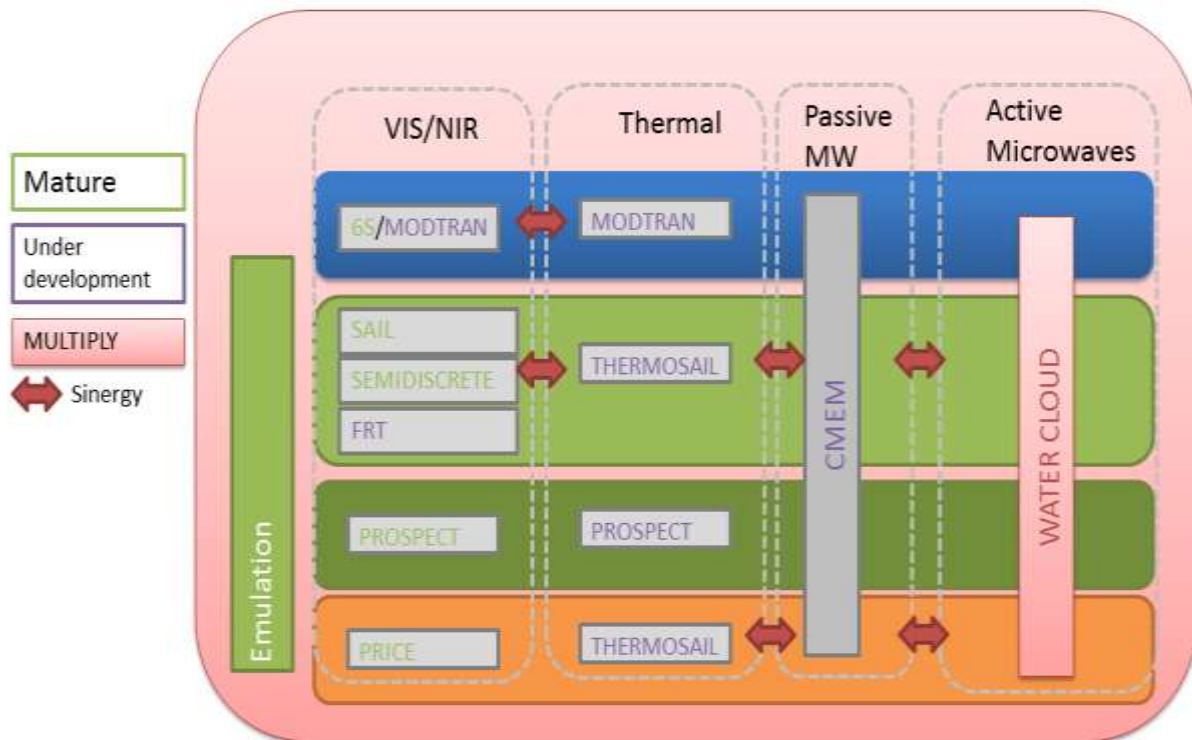 Mature
Under
development
MULTIPLY
Sinergy
Emulation
VIS/NIR
Thermal
Passive
MW
Active
Microwaves
6S/MODTRAN
MODTRAN
SAIL
SEMIDISCRETE
FRT
THERMOSAIL
PROSPECT
PROSPECT
PRICE
THERMOSAIL
CMEM
WATER CLOUD